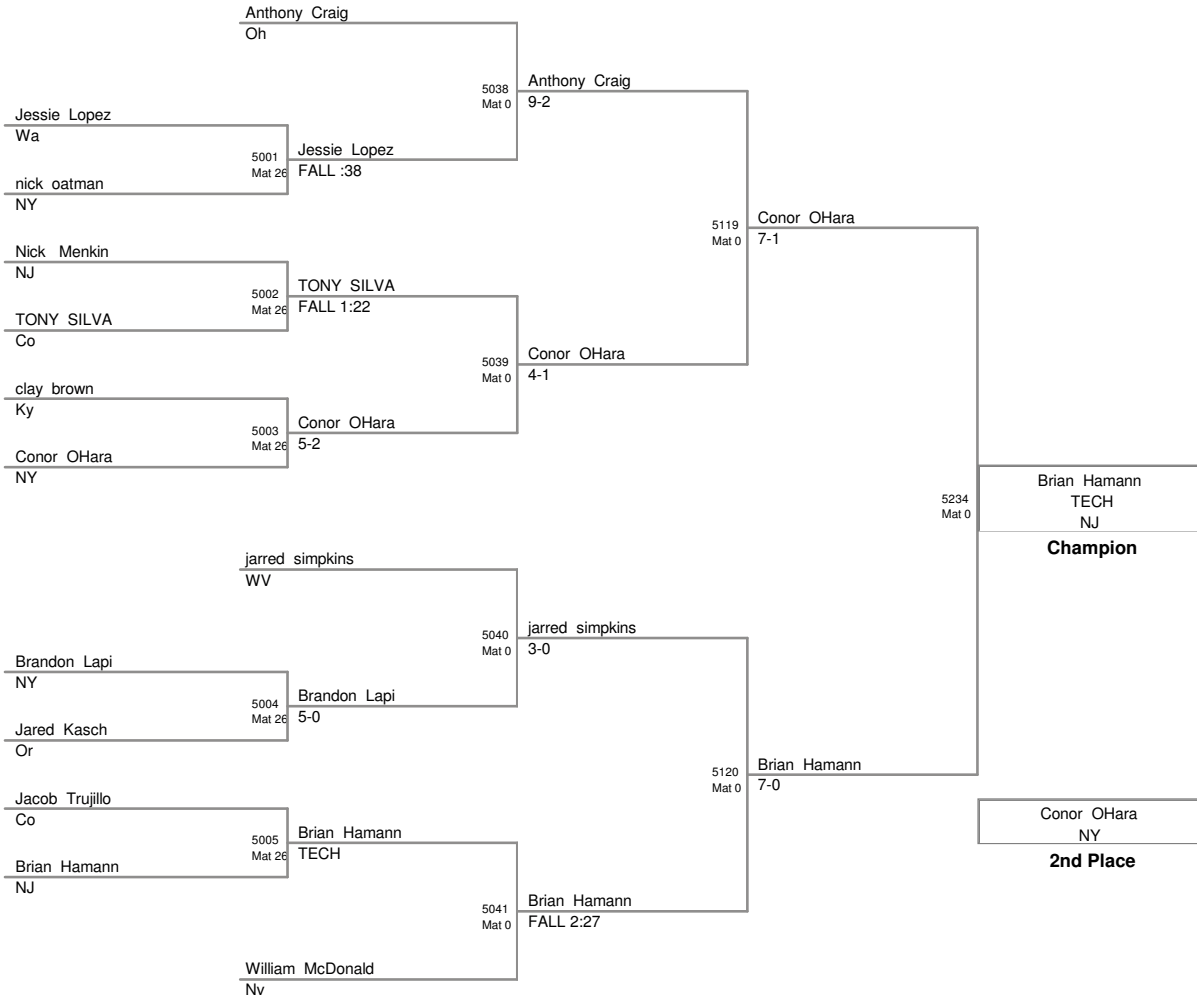 Anthony Craig
Oh
5038
Mat 0
Anthony Craig
9-2
Jessie Lopez
Wa
5001
Mat 26
Jessie Lopez
FALL :38
nick oatman
NY
5119
Mat 0
Conor OHara
7-1
Nick Menkin
NJ
5002
Mat 26
TONY SILVA
FALL 1:22
TONY SILVA
Co
5039
Mat 0
Conor OHara
4-1
clay brown
Ky
5003
Mat 26
Conor OHara
5-2
Conor OHara
NY
5234
Mat 0
Brian Hamann
TECH
NJ
Champion
jarred simpkins
WV
5040
Mat 0
jarred simpkins
3-0
Brandon Lapi
NY
5004
Mat 26
Brandon Lapi
5-0
Jared Kasch
Or
5120
Mat 0
Brian Hamann
7-0
Jacob Trujillo
Co
5005
Mat 26
Brian Hamann
TECH
Brian Hamann
NJ
Conor OHara
NY
2nd Place
5041
Mat 0
Brian Hamann
FALL 2:27
William McDonald
Nv